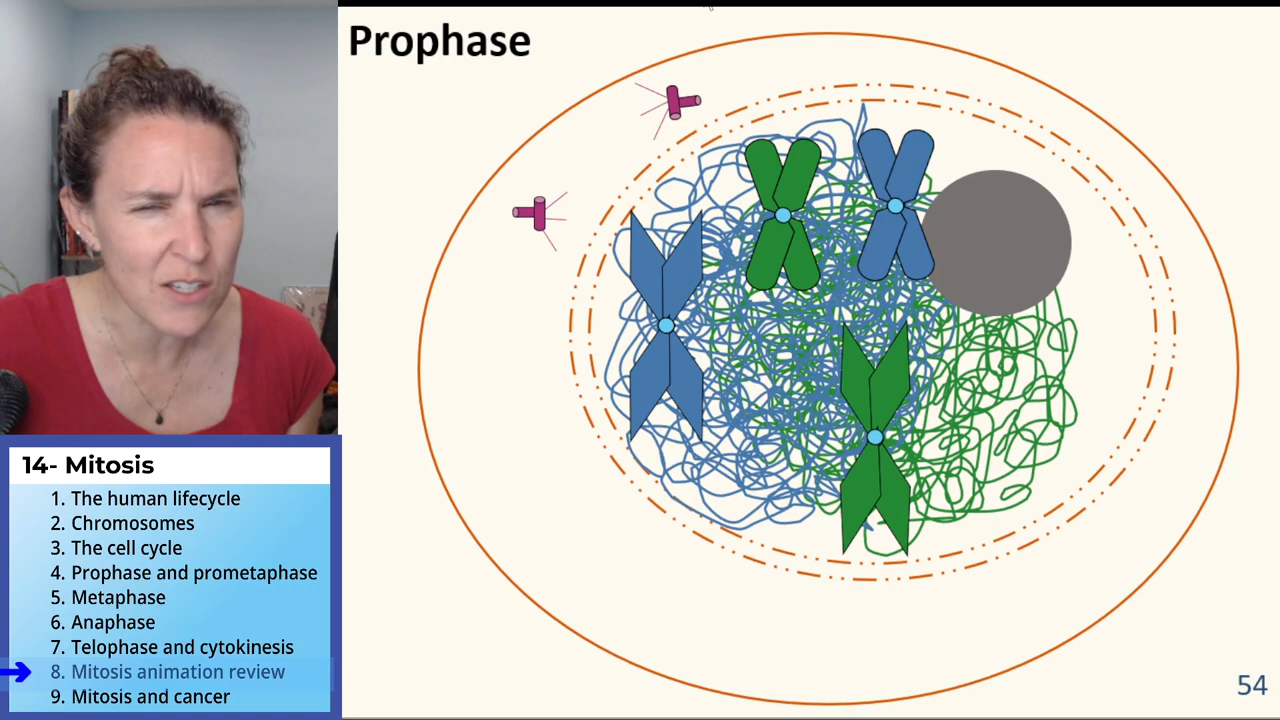 Prophase
14- Mitosis
1. The human lifecycle
2. Chromosomes
3. The cell cycle
4. Prophase and prometaphase
5. Metaphase
6. Anaphase
7. Telophase and cytokinesis
8. Mitosis animation review
9. Mitosis and cancer
54